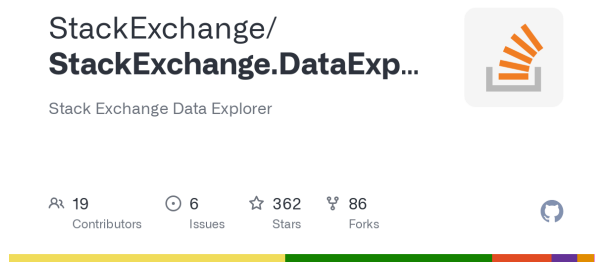 StackExchange/
StackExchange.DataExp...
Stack Exchange Data Explorer
19 6 362 86
Contributors Issues Stars Forks